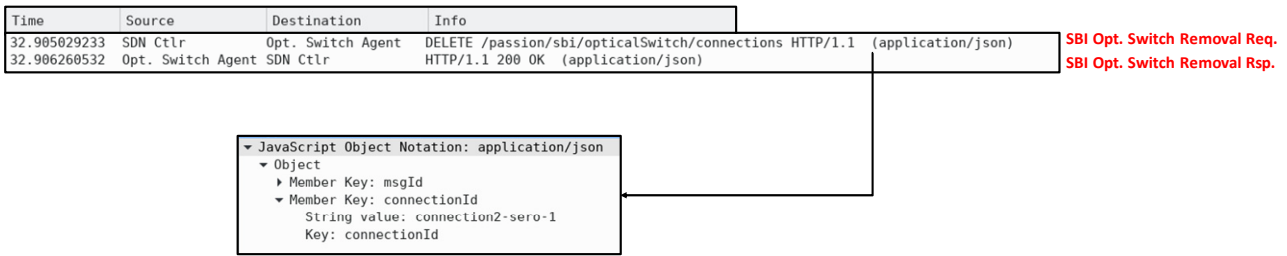 Time Source Destination Info
32.905029233 SDN Ctlr Opt. Switch Agent DELETE /passion/sbi/opticalSwitch/connections HTTP/1.1 (application/json) SBI Opt. Switch Removal Req.
32.906260532 Opt. Switch Agent SDN Ctlr HTTP/1.1 200 OK (application/json) SBI Opt. Switch Removal Rsp.
JavaScript Object Notation: application/json
Object
Member Key: msgId
Member Key: connectionId
String value: connection2-sero-1
Key: connectionId